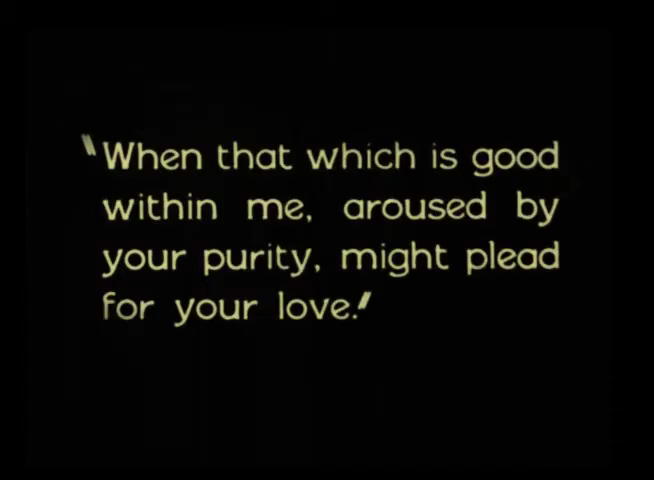 "When that which is good
within me, aroused by
your purity, might plead
for your love."